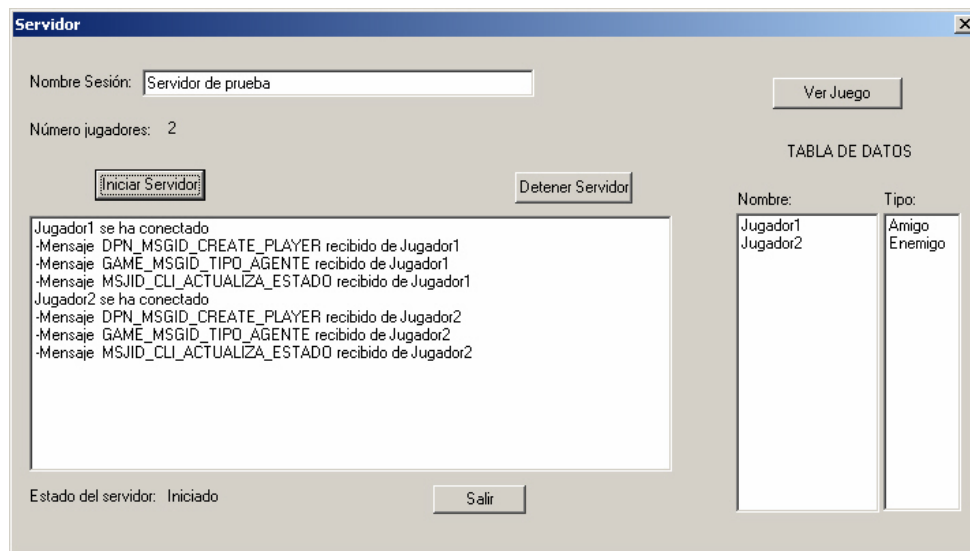 Servidor
Nombre Sesión: Servidor de prueba
Ver Juego
Número jugadores: 2
TABLA DE DATOS
Iniciar Servidor
Detener Servidor
Nombre: Tipo:
Jugador1 se ha conectado
-Mensaje DPN_MSGID_CREATE_PLAYER recibido de Jugador1
-Mensaje GAME_MSGID_TIPO_AGENTE recibido de Jugador1
-Mensaje MSJID_CLI_ACTUALIZA_ESTADO recibido de Jugador1
Jugador2 se ha conectado
-Mensaje DPN_MSGID_CREATE_PLAYER recibido de Jugador2
-Mensaje GAME_MSGID_TIPO_AGENTE recibido de Jugador2
-Mensaje MSJID_CLI_ACTUALIZA_ESTADO recibido de Jugador2
Jugador1 Amigo
Jugador2 Enemigo
Estado del servidor: Iniciado
Salir